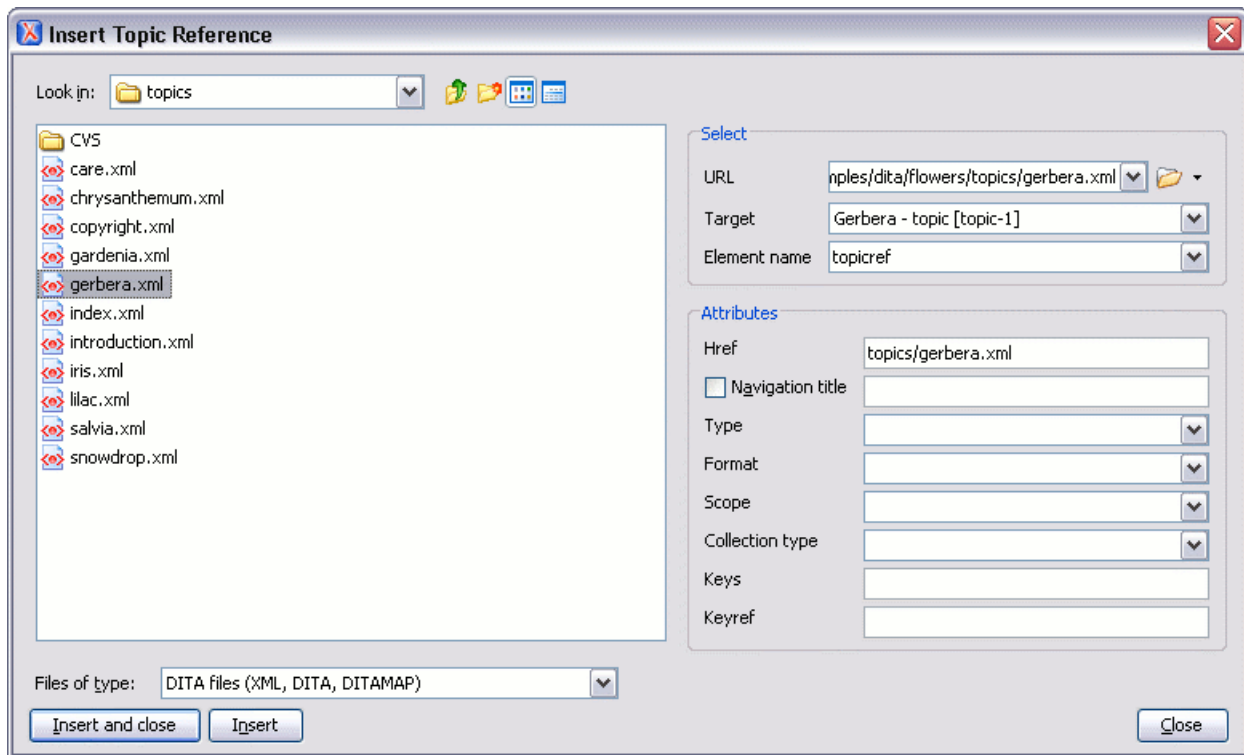 Insert Topic Reference
Look in: topics
CVS
care.xml
chrysanthemum.xml
copyright.xml
gardenia.xml
gerbera.xml
index.xml
introduction.xml
iris.xml
lilac.xml
salvia.xml
snowdrop.xml
Select
URL nples/dita/flowers/topics/gerbera.xml
Target Gerbera - topic [topic-1]
Element name topicref
Attributes
Href topics/gerbera.xml
Navigation title
Type
Format
Scope
Collection type
Keys
Keyref
Files of type: DITA files (XML, DITA, DITAMAP)
Insert and close Insert Close